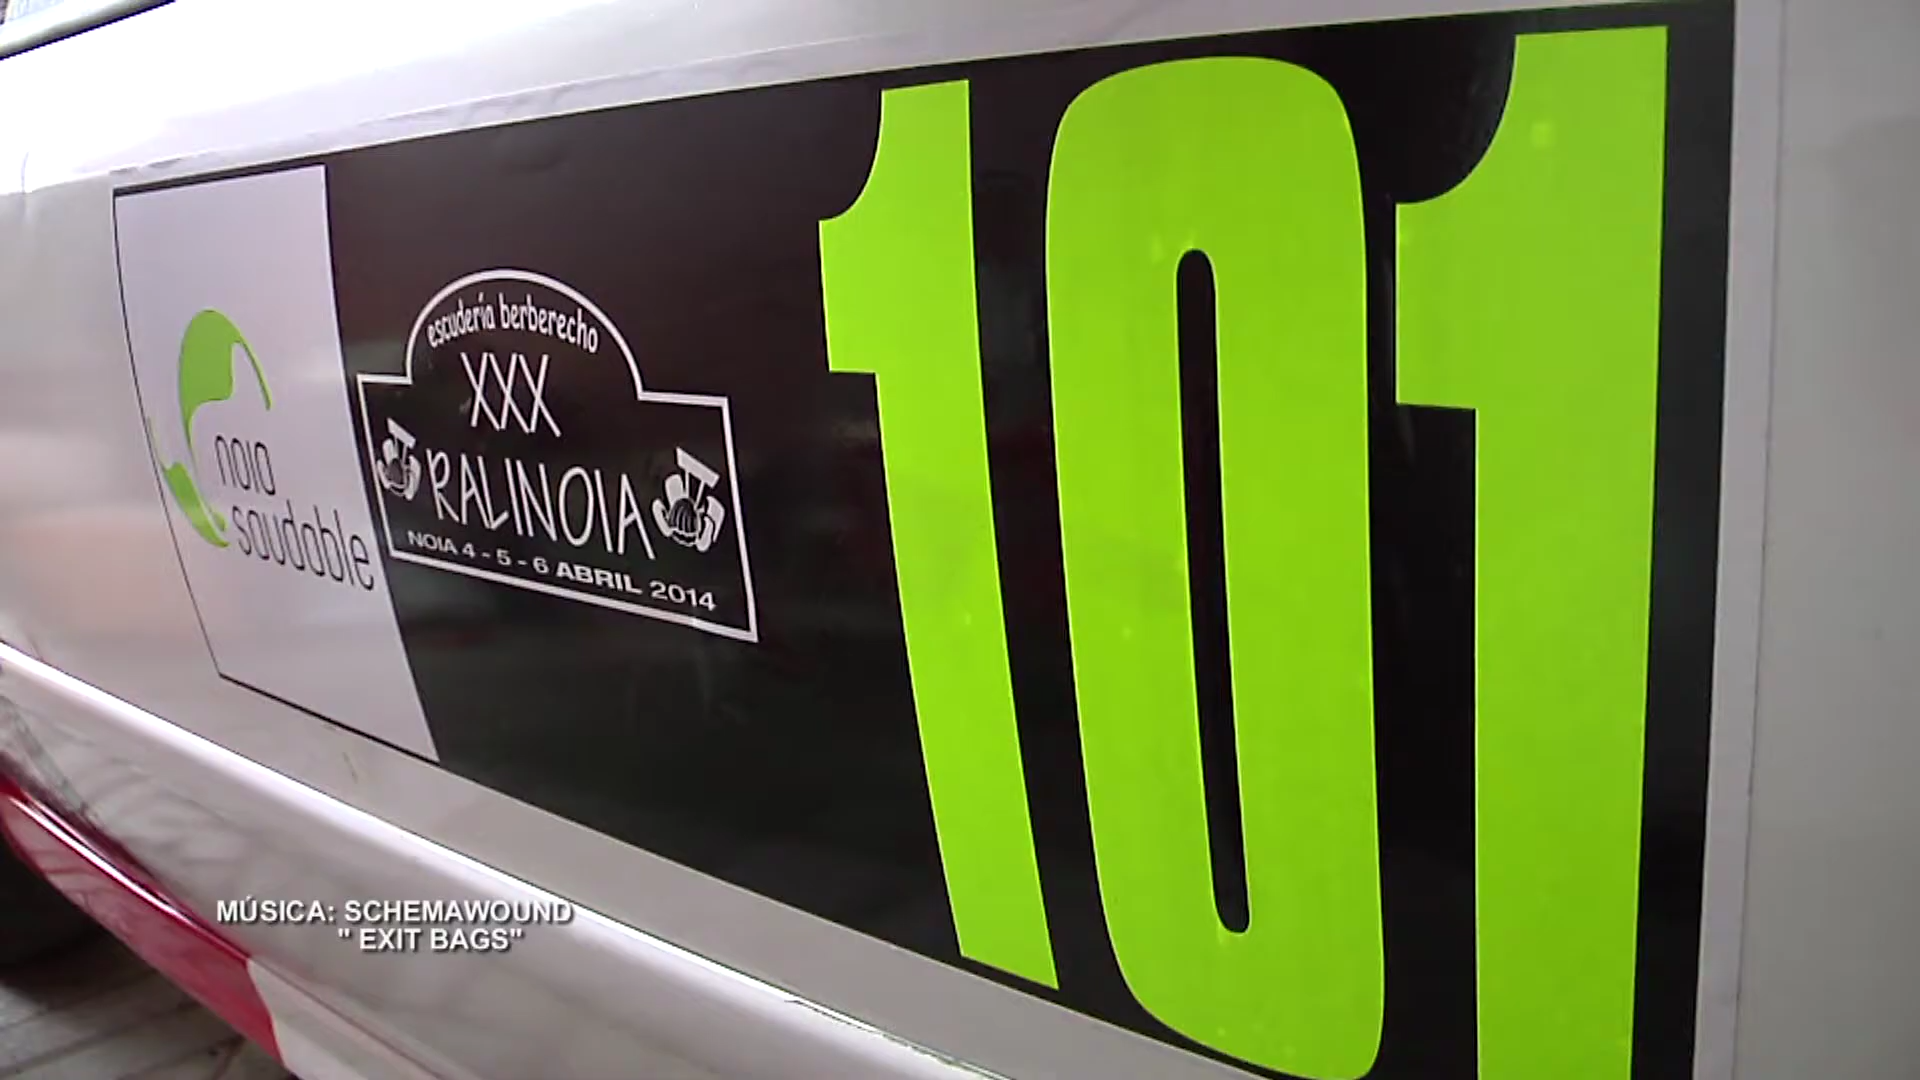 noia
saudable
escudería berberecho
XXX
RALINOIA
NOIA 4 - 5 - 6 ABRIL 2014
101
MÚSICA: SCHEMAWOUND
" EXIT BAGS"